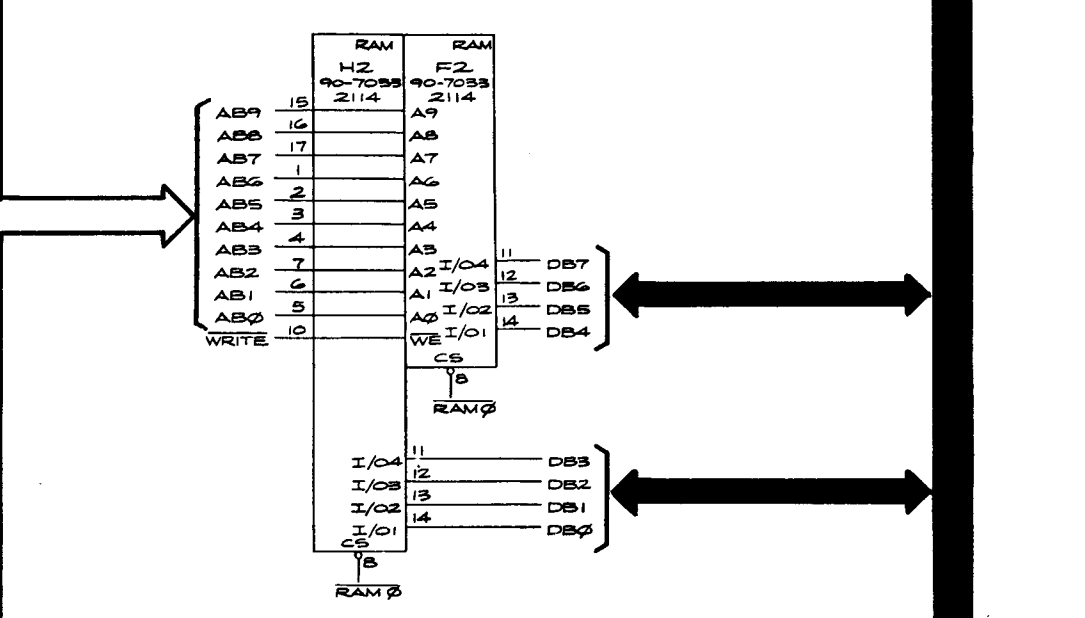 RAM RAM
H2 F2
90-7033 90-7033
2114 2114
AB9 15 A9
AB8 16 A8
AB7 17 A7
AB6 1 A6
AB5 2 A5
AB4 3 A4
AB3 4 A3
AB2 7 A2 I/O4 11 DB7
AB1 6 A1 I/O3 12 DB6
ABØ 5 AØ I/O2 13 DB5
WRITE 10 WE I/O1 14 DB4
CS
8
RAMØ
I/O4 11 DB3
I/O3 12 DB2
I/O2 13 DB1
I/O1 14 DBØ
CS
8
RAMØ